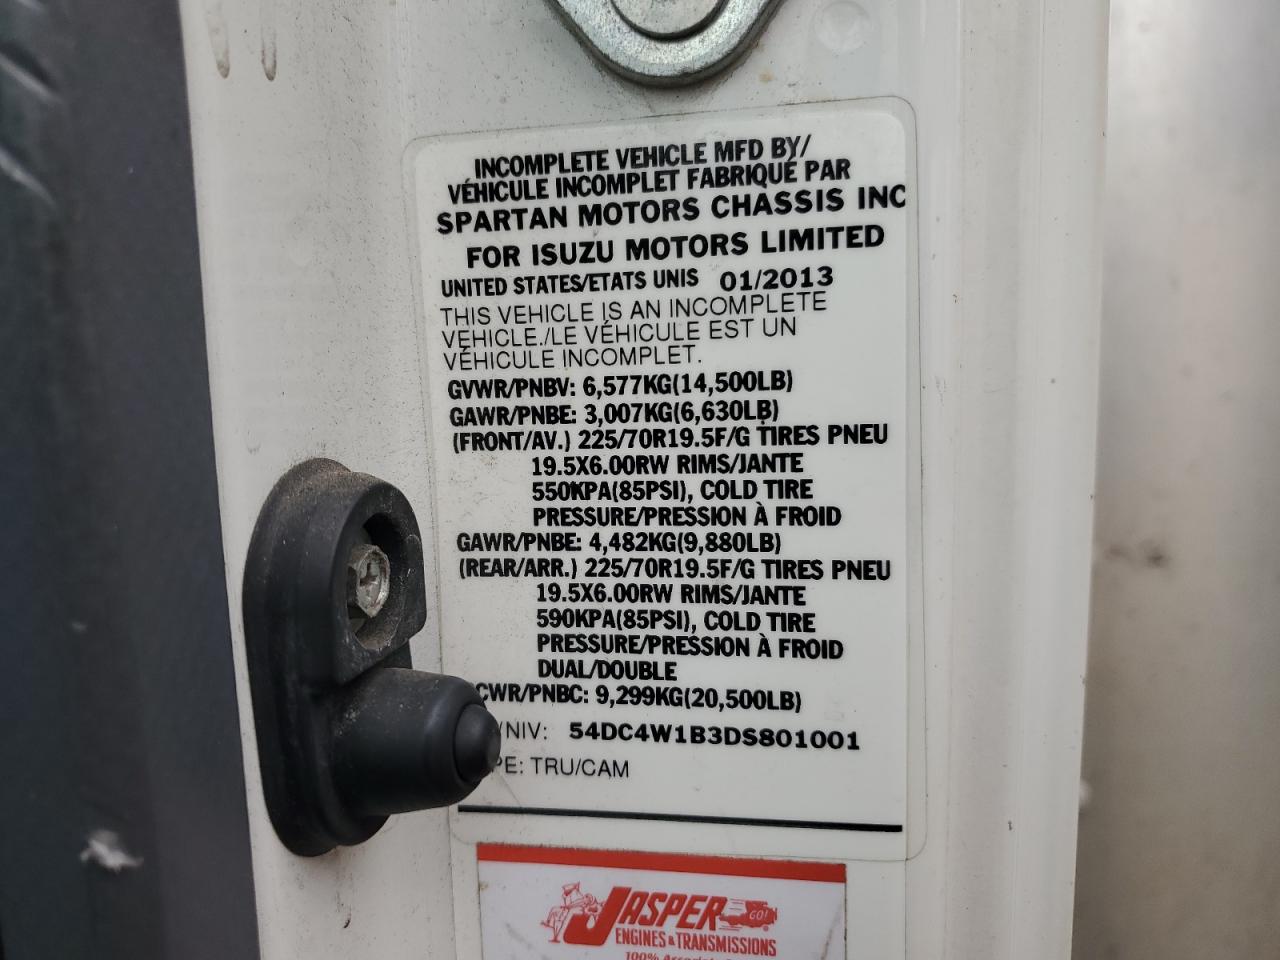 INCOMPLETE VEHICLE MFD BY/
VÉHICULE INCOMPLET FABRIQUÉ PAR
SPARTAN MOTORS CHASSIS INC
FOR ISUZU MOTORS LIMITED
UNITED STATES/ETATS UNIS 01/2013
THIS VEHICLE IS AN INCOMPLETE
VEHICLE./LE VÉHICULE EST UN
VÉHICULE INCOMPLET.
GVWR/PNBV: 6,577KG(14,500LB)
GAWR/PNBE: 3,007KG(6,630LB)
(FRONT/AV.) 225/70R19.5F/G TIRES PNEU
19.5X6.00RW RIMS/JANTE
550KPA(85PSI), COLD TIRE
PRESSURE/PRESSION À FROID
GAWR/PNBE: 4,482KG(9,880LB)
(REAR/ARR.) 225/70R19.5F/G TIRES PNEU
19.5X6.00RW RIMS/JANTE
590KPA(85PSI), COLD TIRE
PRESSURE/PRESSION À FROID
DUAL/DOUBLE
CWR/PNBC: 9,299KG(20,500LB)
/NIV: 54DC4W1B3DS801001
PE: TRU/CAM
JASPER GO!
ENGINES & TRANSMISSIONS
100%